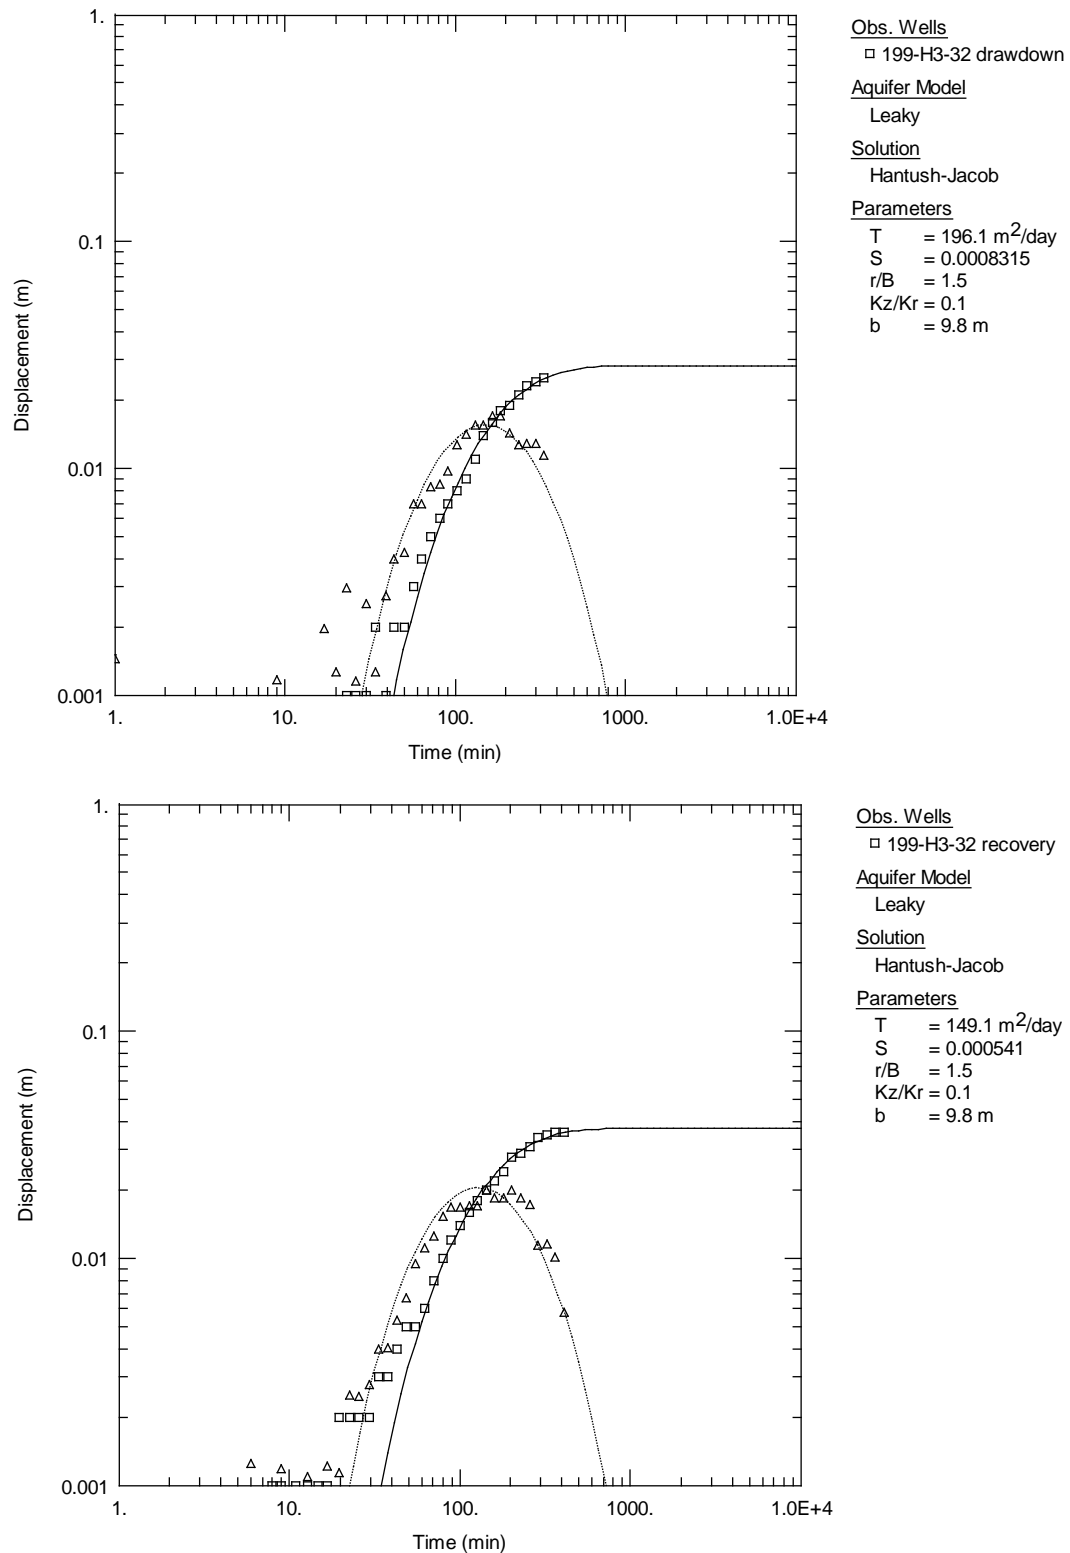 1.
0.1
0.01
0.001
Displacement (m)
1.
10.
100.
1000.
1.0E+4
Time (min)
Obs. Wells
199-H3-32 drawdown
Aquifer Model
Leaky
Solution
Hantush-Jacob
Parameters
T = 196.1 m2/day
S = 0.0008315
r/B = 1.5
Kz/Kr = 0.1
b = 9.8 m
1.
0.1
0.01
0.001
Displacement (m)
1.
10.
100.
1000.
1.0E+4
Time (min)
Obs. Wells
199-H3-32 recovery
Aquifer Model
Leaky
Solution
Hantush-Jacob
Parameters
T = 149.1 m2/day
S = 0.000541
r/B = 1.5
Kz/Kr = 0.1
b = 9.8 m